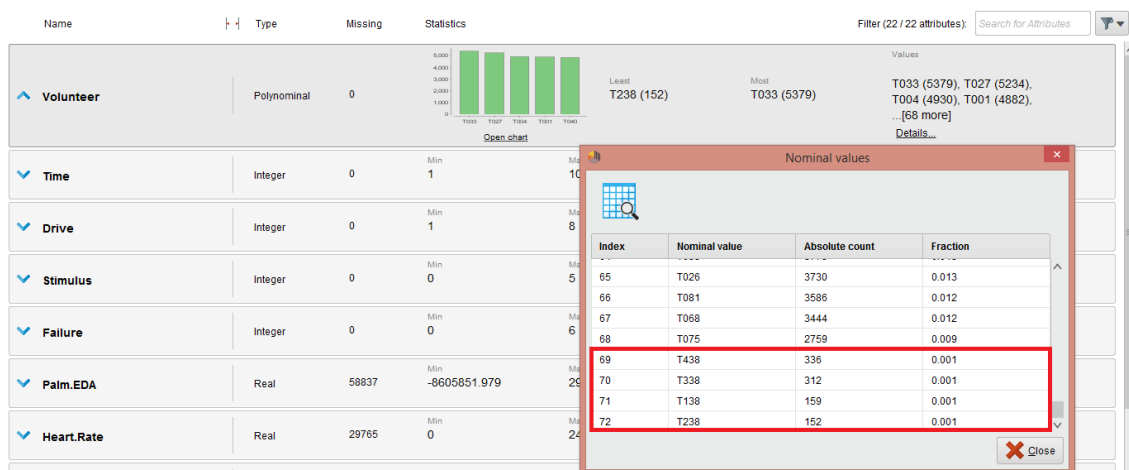 Name Type Missing Statistics Filter (22 / 22 attributes): Search for Attributes
Volunteer Polynominal 0
5,000
4,000
3,000
2,000
1,000
0
T033 T027 T004 T001 T040
Open chart
Least
T238 (152)
Most
T033 (5379)
Values
T033 (5379), T027 (5234),
T004 (4930), T001 (4882),
...[68 more]
Details...
Time Integer 0
Min
1
Drive Integer 0
Min
1
8
Stimulus Integer 0
Min
0
5
Failure Integer 0
Min
0
6
Palm.EDA Real 58837
Min
-8605851.979
Heart.Rate Real 29765
Min
0
Nominal values
Index Nominal value Absolute count Fraction
65 T026 3730 0.013
66 T081 3586 0.012
67 T068 3444 0.012
68 T075 2759 0.009
69 T438 336 0.001
70 T338 312 0.001
71 T138 159 0.001
72 T238 152 0.001
Close